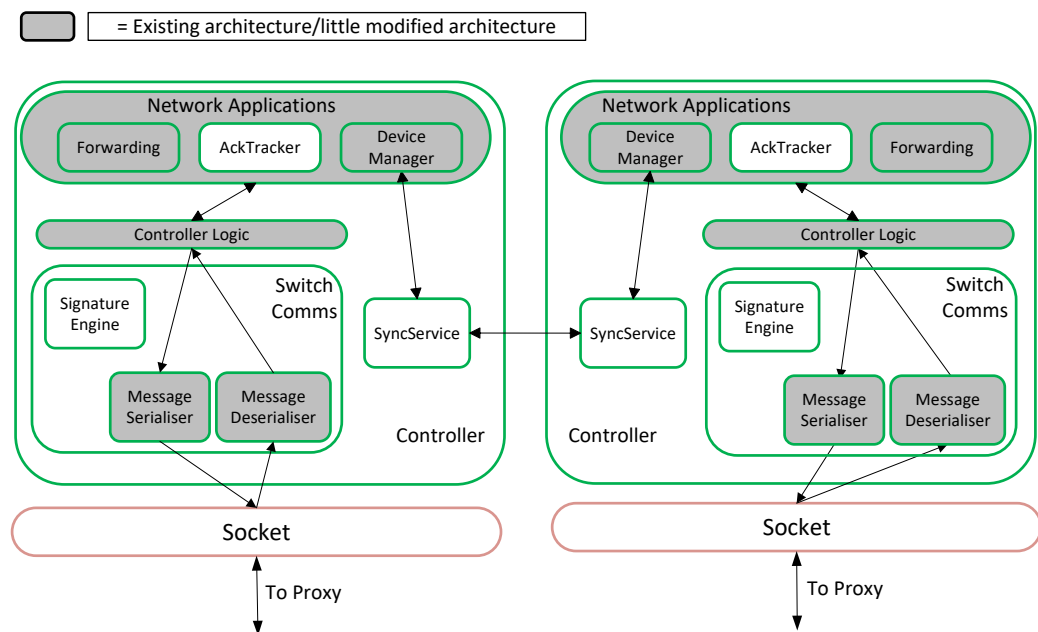 = Existing architecture/little modified architecture
Network Applications
Forwarding
AckTracker
Device
Manager
Controller Logic
Switch
Comms
Signature
Engine
SyncService
Message
Serialiser
Message
Deserialiser
Controller
Socket
To Proxy
Network Applications
Device
Manager
AckTracker
Forwarding
Controller Logic
Switch
Comms
Signature
Engine
SyncService
Message
Serialiser
Message
Deserialiser
Controller
Socket
To Proxy